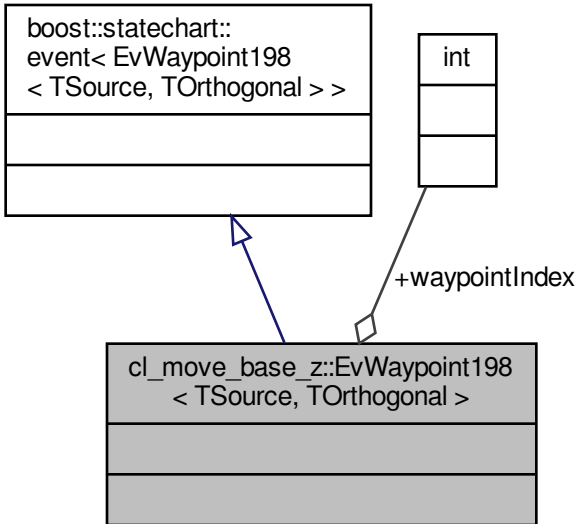 boost::statechart::
event< EvWaypoint198
< TSource, TOrthogonal > >
int
+waypointIndex
cl_move_base_z::EvWaypoint198
< TSource, TOrthogonal >